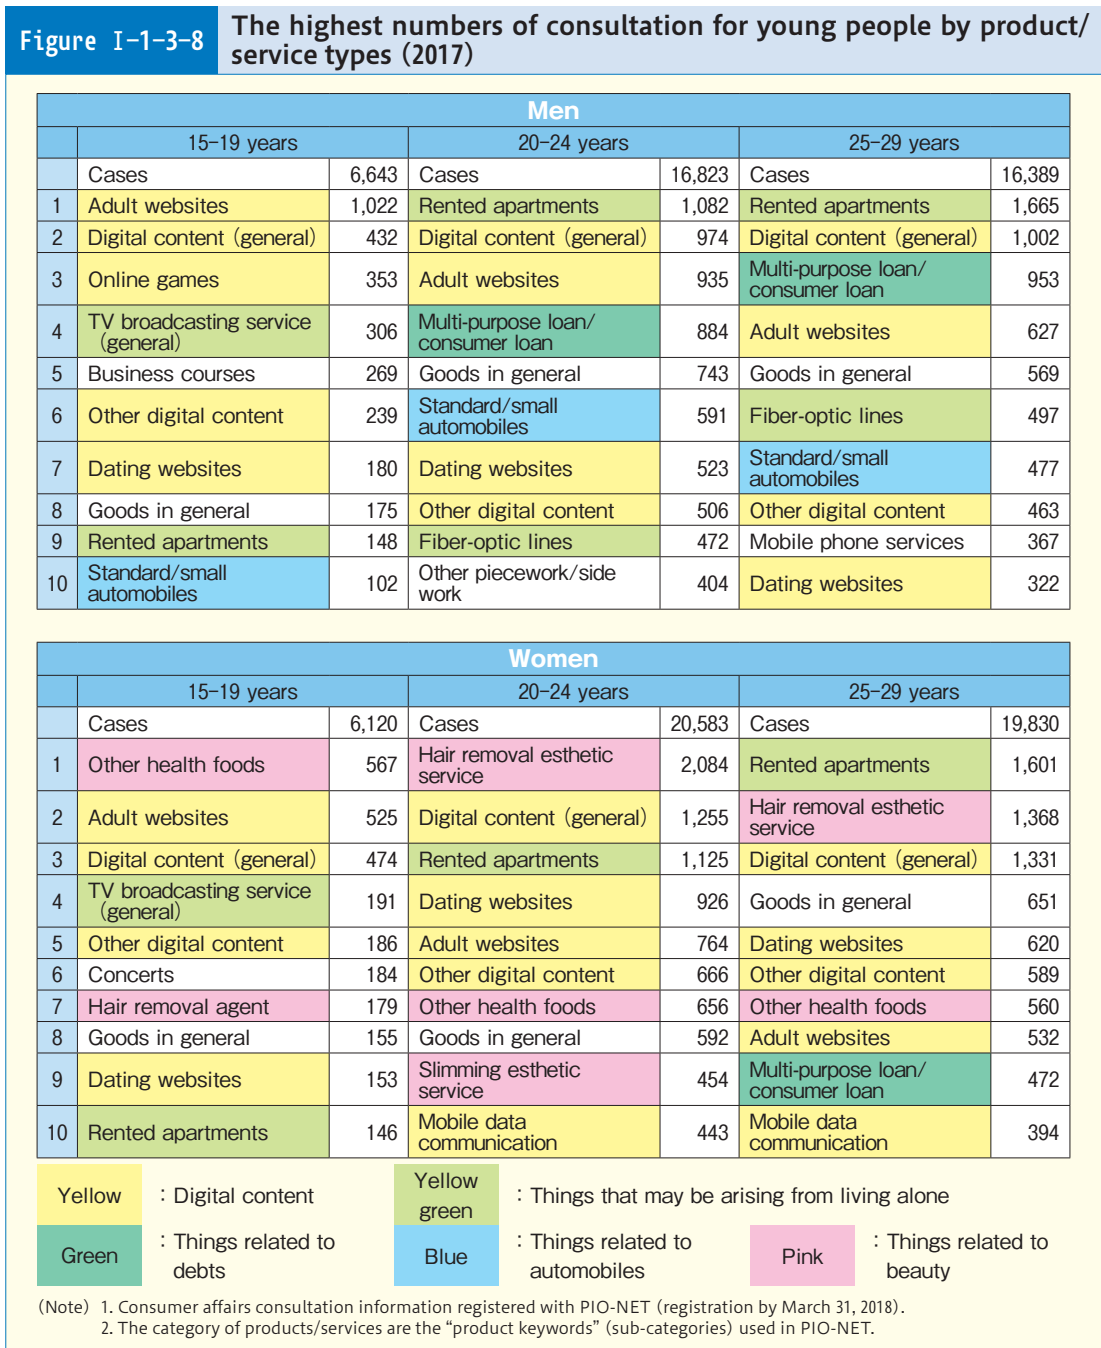 Figure I-1-3-8
The highest numbers of consultation for young people by product/
service types (2017)
Men
15-19 years 20-24 years 25-29 years
Cases 6,643 Cases 16,823 Cases 16,389
1 Adult websites 1,022 Rented apartments 1,082 Rented apartments 1,665
2 Digital content (general) 432 Digital content (general) 974 Digital content (general) 1,002
3 Online games 353 Adult websites 935 Multi-purpose loan/
consumer loan 953
4 TV broadcasting service
(general) 306 Multi-purpose loan/
consumer loan 884 Adult websites 627
5 Business courses 269 Goods in general 743 Goods in general 569
6 Other digital content 239 Standard/small
automobiles 591 Fiber-optic lines 497
7 Dating websites 180 Dating websites 523 Standard/small
automobiles 477
8 Goods in general 175 Other digital content 506 Other digital content 463
9 Rented apartments 148 Fiber-optic lines 472 Mobile phone services 367
10 Standard/small
automobiles 102 Other piecework/side
work 404 Dating websites 322
Women
15-19 years 20-24 years 25-29 years
Cases 6,120 Cases 20,583 Cases 19,830
1 Other health foods 567 Hair removal esthetic
service 2,084 Rented apartments 1,601
2 Adult websites 525 Digital content (general) 1,255 Hair removal esthetic
service 1,368
3 Digital content (general) 474 Rented apartments 1,125 Digital content (general) 1,331
4 TV broadcasting service
(general) 191 Dating websites 926 Goods in general 651
5 Other digital content 186 Adult websites 764 Dating websites 620
6 Concerts 184 Other digital content 666 Other digital content 589
7 Hair removal agent 179 Other health foods 656 Other health foods 560
8 Goods in general 155 Goods in general 592 Adult websites 532
9 Dating websites 153 Slimming esthetic
service 454 Multi-purpose loan/
consumer loan 472
10 Rented apartments 146 Mobile data
communication 443 Mobile data
communication 394
Yellow : Digital content
Yellow
green : Things that may be arising from living alone
Green : Things related to
debts
Blue : Things related to
automobiles
Pink : Things related to
beauty
(Note) 1. Consumer affairs consultation information registered with PIO-NET (registration by March 31, 2018).
2. The category of products/services are the “product keywords” (sub-categories) used in PIO-NET.